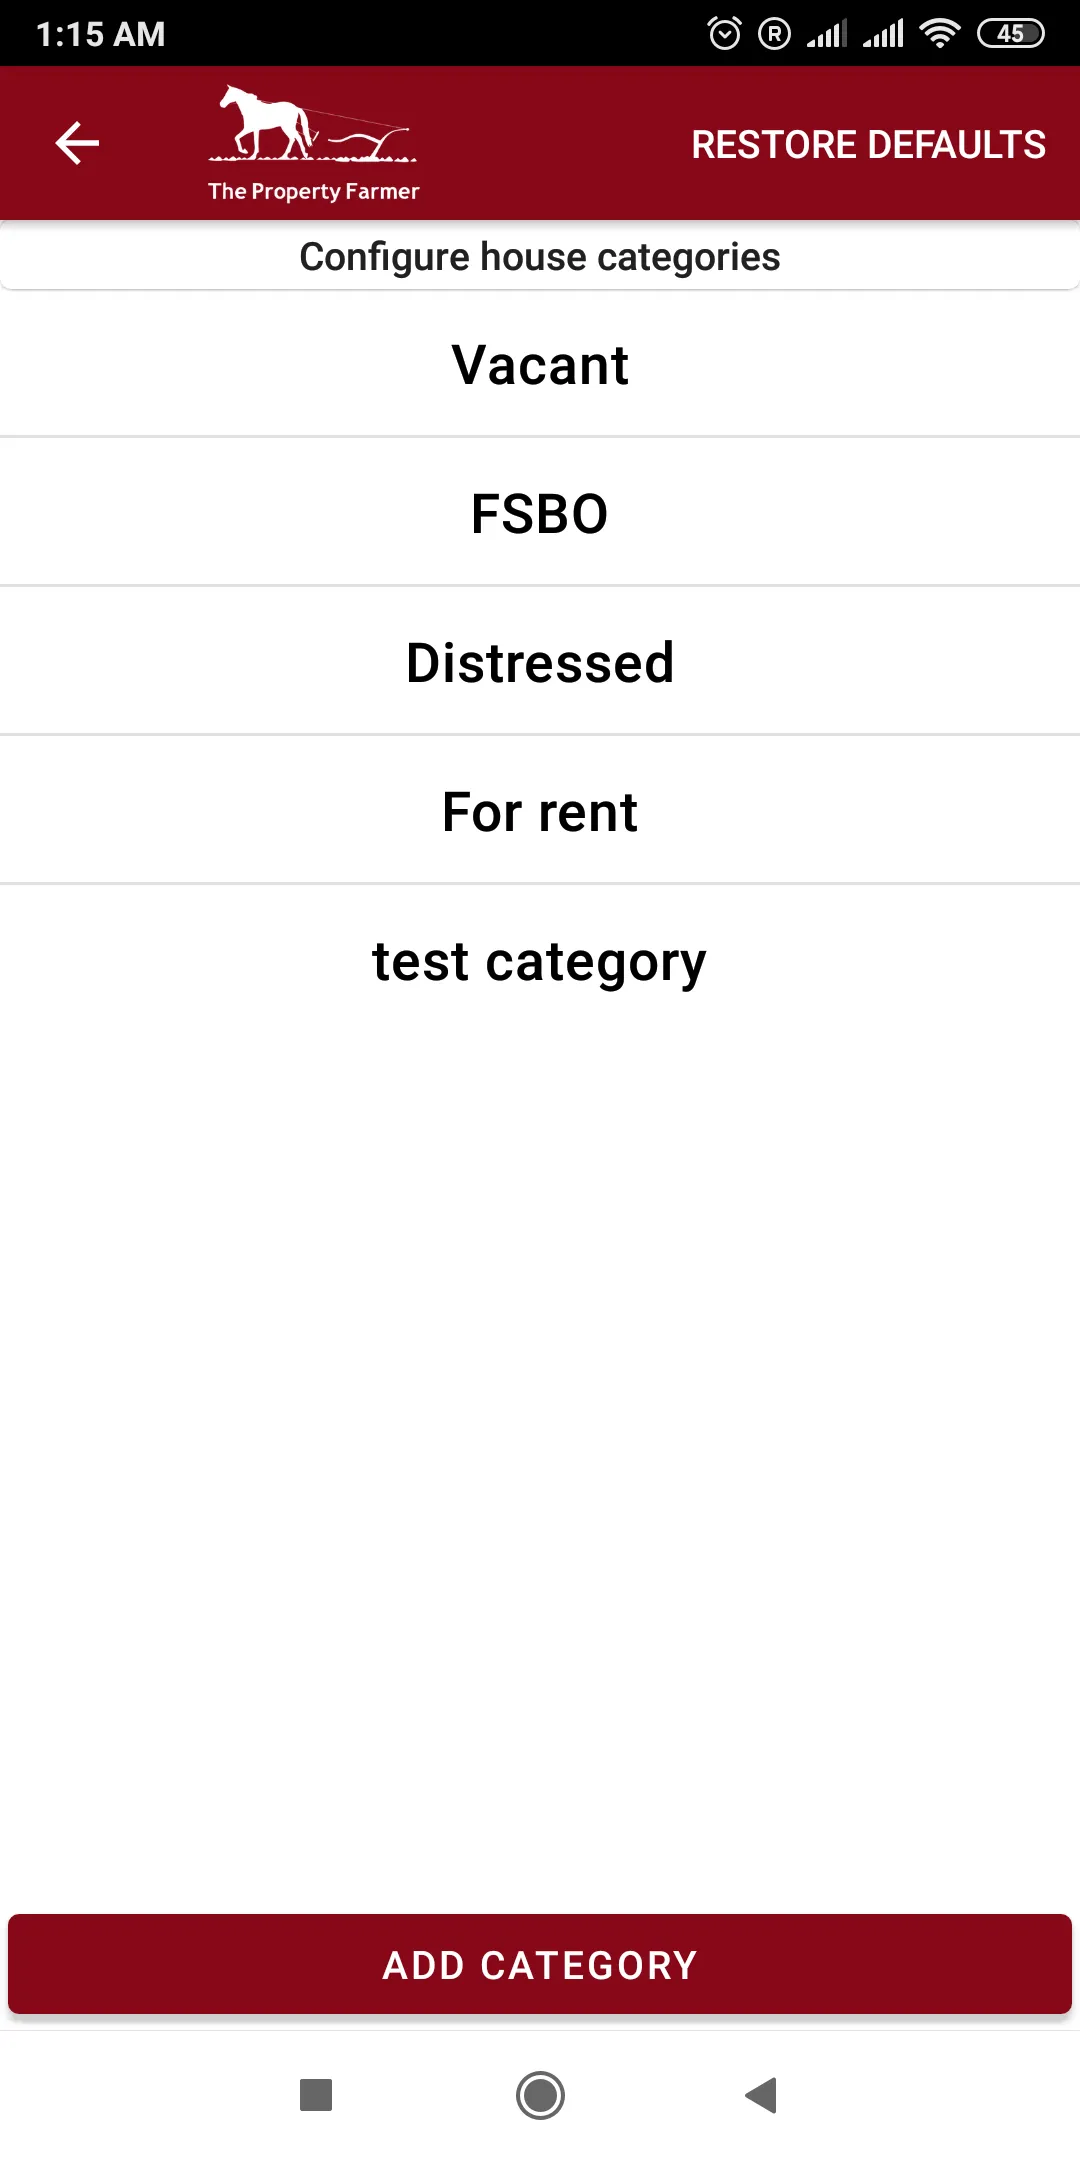 1:15 AM
R
45
The Property Farmer
RESTORE DEFAULTS
Configure house categories
Vacant
FSBO
Distressed
For rent
test category
ADD CATEGORY